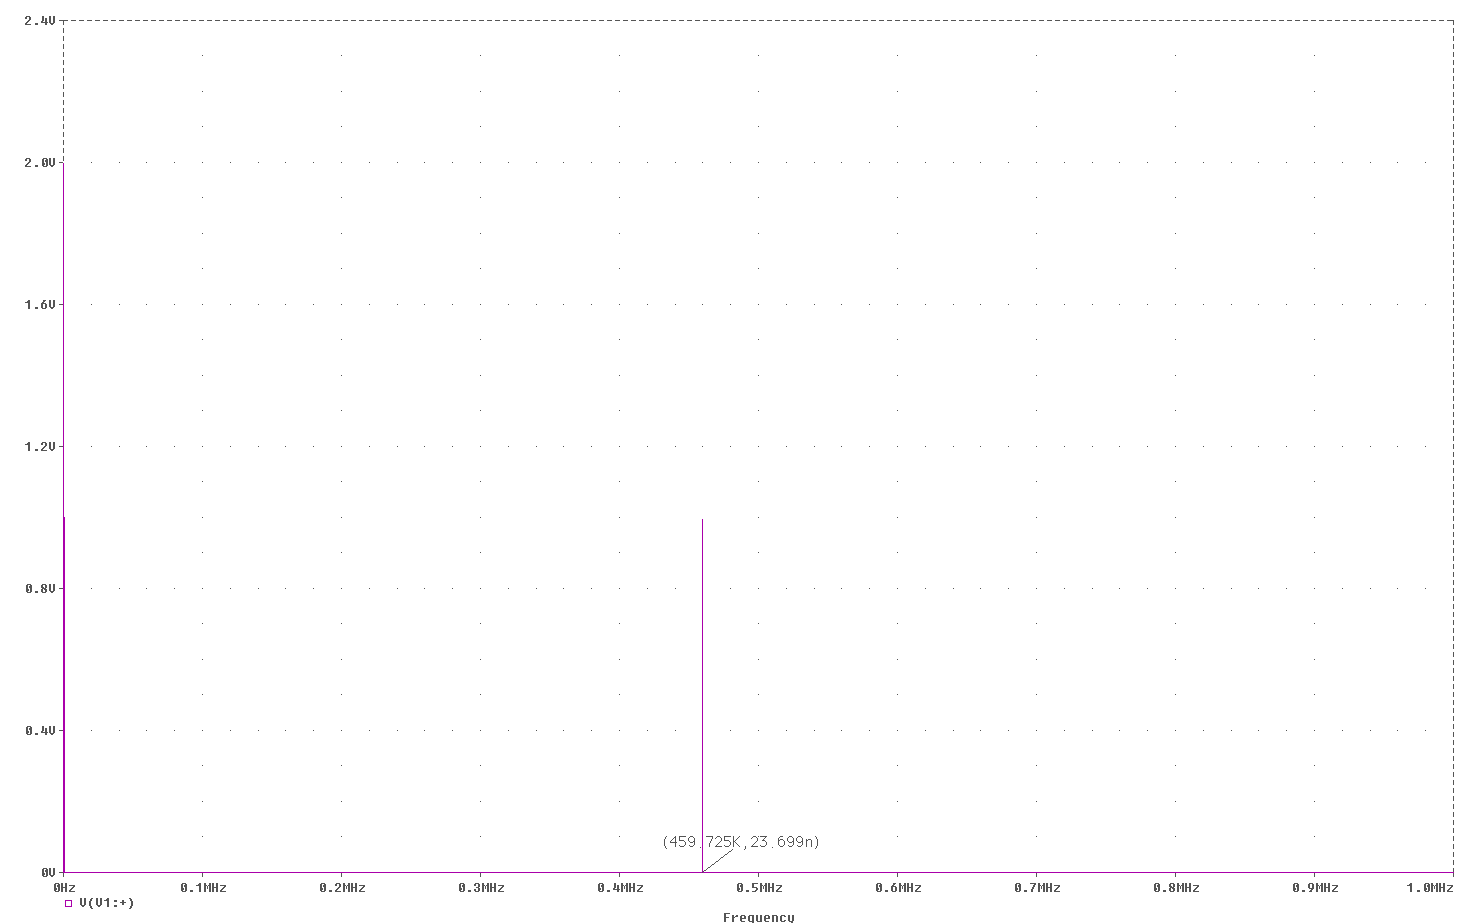 2.4V
2.0V
1.6V
1.2V
0.8V
0.4V
(459.725K,23.699n)
0V
0Hz 0.1MHz 0.2MHz 0.3MHz 0.4MHz 0.5MHz 0.6MHz 0.7MHz 0.8MHz 0.9MHz 1.0MHz
V(V1:+)
Frequency